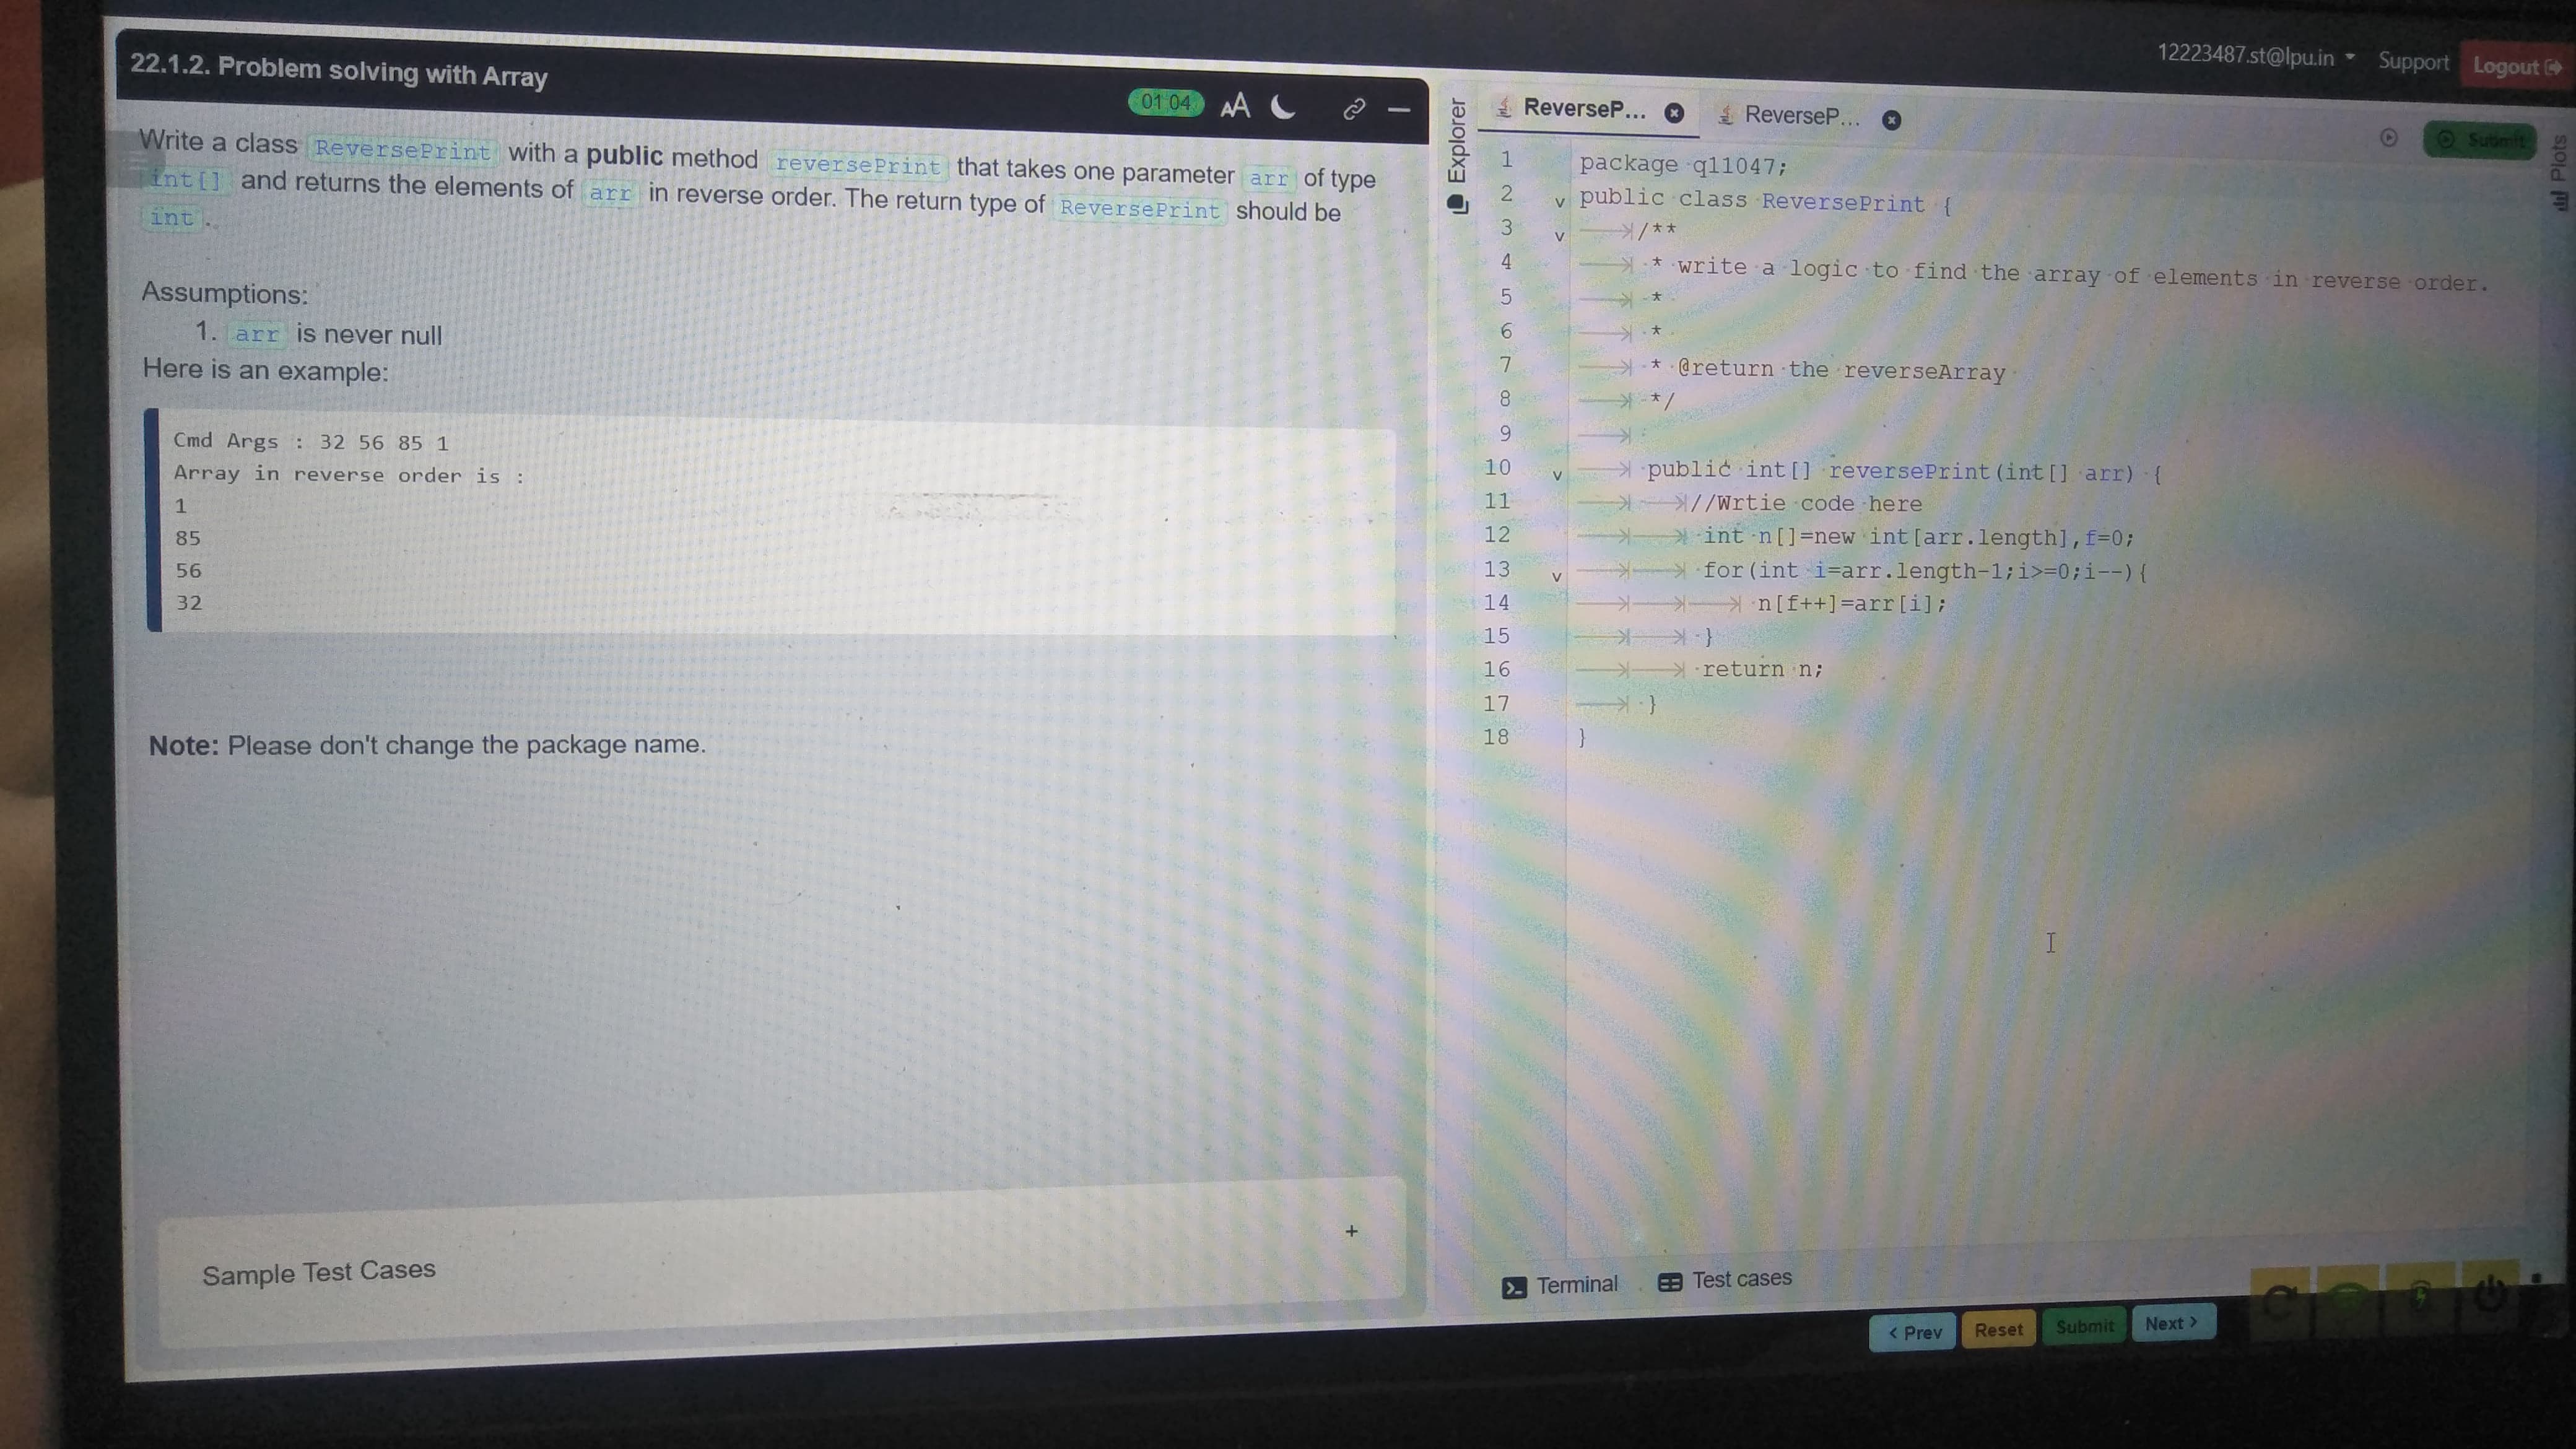 12223487.st@lpu.in Support Logout
22.1.2. Problem solving with Array
01:04 AA
Write a class ReversePrint with a public method reversePrint that takes one parameter arr of type
int[] and returns the elements of arr in reverse order. The return type of ReversePrint should be
int.
Assumptions:
1. arr is never null
Here is an example:
Cmd Args : 32 56 85 1
Array in reverse order is :
1
85
56
32
Note: Please don't change the package name.
Sample Test Cases +
Explorer
ReverseP... ReverseP...
Submit
Plots
1 package q11047;
2 public class ReversePrint {
3 /**
4 * write a logic to find the array of elements in reverse order.
5 *
6 *
7 * @return the reverseArray
8 */
9
10 public int[] reversePrint(int[] arr) {
11 //Wrtie code here
12 int n[]=new int[arr.length],f=0;
13 for(int i=arr.length-1;i>=0;i--){
14 n[f++]=arr[i];
15 }
16 return n;
17 }
18 }
Terminal Test cases
< Prev Reset Submit Next >